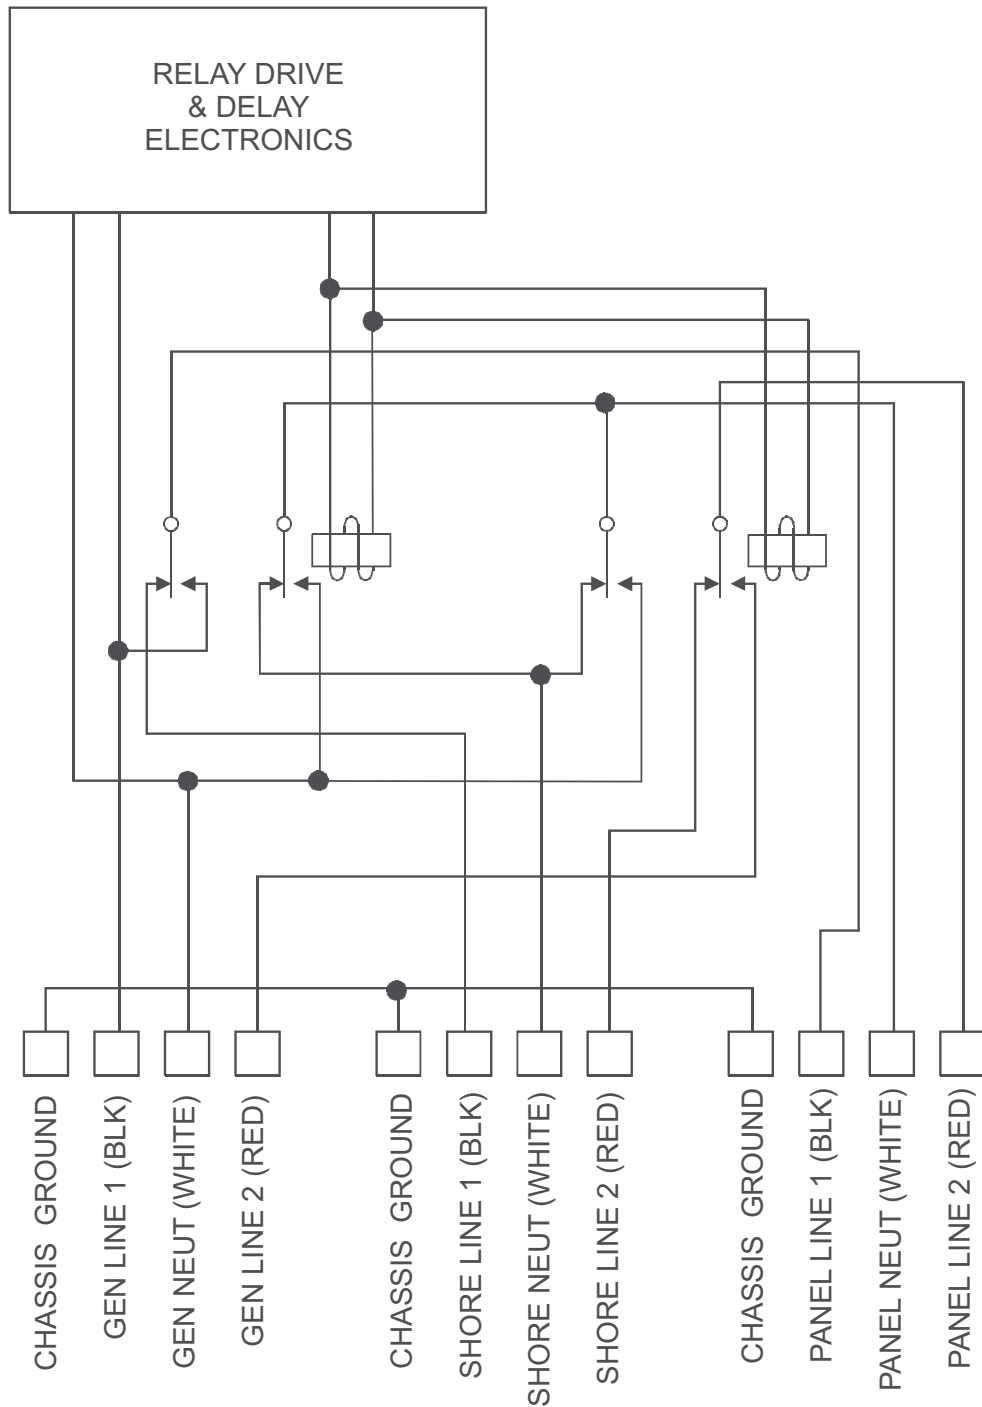 RELAY DRIVE
& DELAY
ELECTRONICS
CHASSIS GROUND
GEN LINE 1 (BLK)
GEN NEUT (WHITE)
GEN LINE 2 (RED)
CHASSIS GROUND
SHORE LINE 1 (BLK)
SHORE NEUT (WHITE)
SHORE LINE 2 (RED)
CHASSIS GROUND
PANEL LINE 1 (BLK)
PANEL NEUT (WHITE)
PANEL LINE 2 (RED)